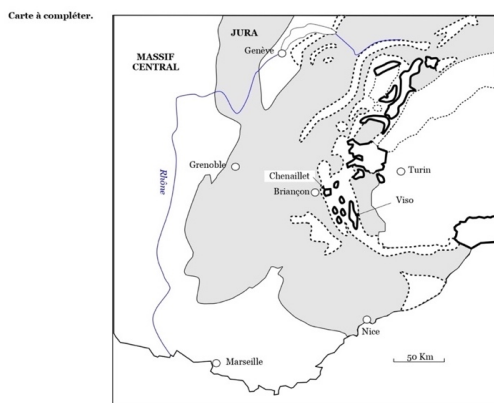 Carte à compléter.
JURA
Genève
MASSIF
CENTRAL
Grenoble
Rhône
Chenaillet
Briançon
Turin
Viso
Nice
Marseille
50 Km